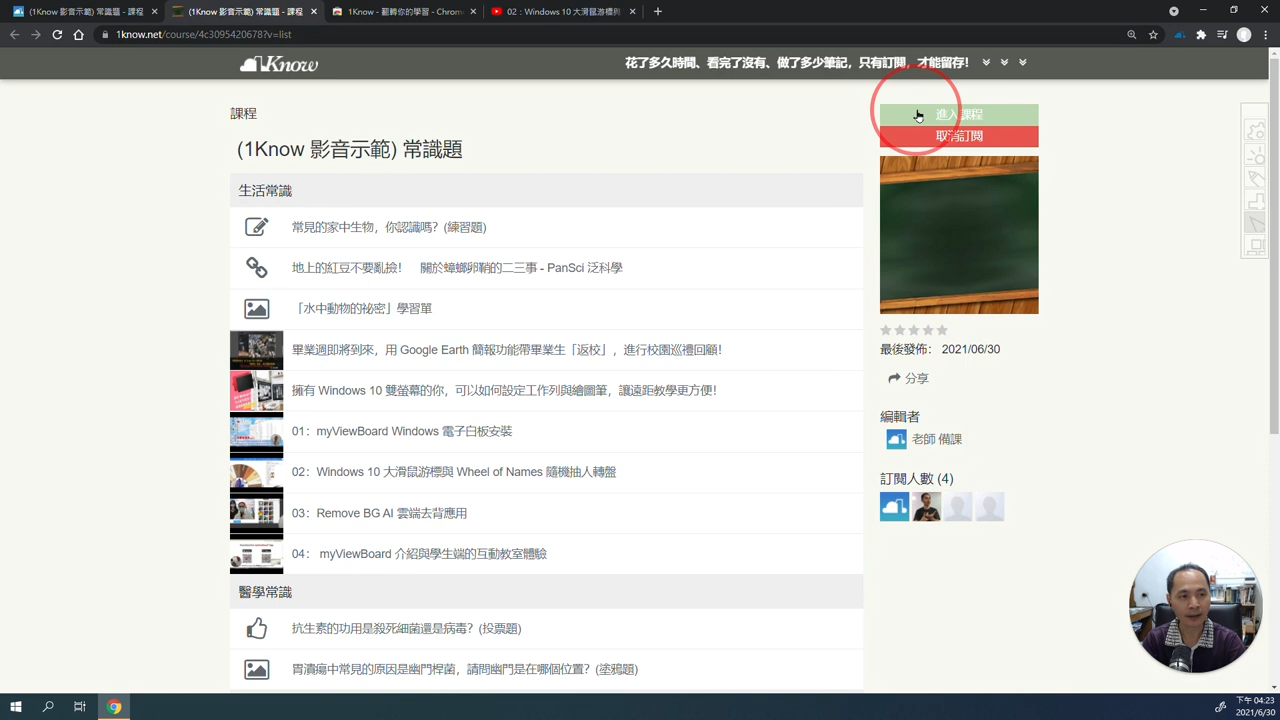 (1Know 影音示範) 常識題 - 課程
(1Know 影音示範) 常識題 - 課程
1Know - 翻轉你的學習 - Chrom
02：Windows 10 大滑鼠游標與
1know.net/course/4c3095420678?v=list
1Know
花了多久時間、看完了沒有、做了多少筆記，只有訂閱，才能留存！
課程
進入課程
取消訂閱
(1Know 影音示範) 常識題
生活常識
常見的家中生物，你認識嗎？(練習題)
地上的紅豆不要亂撿！ 關於蟑螂卵鞘的二三事 - PanSci 泛科學
「水中動物的祕密」學習單
畢業週即將到來，用 Google Earth 簡報功能帶畢業生「返校」，進行校園巡禮回顧！
擁有 Windows 10 雙螢幕的你，可以如何設定工作列與繪圖筆，讓遠距教學更方便！
01：myViewBoard Windows 電子白板安裝
02：Windows 10 大滑鼠游標與 Wheel of Names 隨機抽人轉盤
03：Remove BG AI 雲端去背應用
04： myViewBoard 介紹與學生端的互動教室體驗
醫學常識
抗生素的功用是殺死細菌還是病毒？(投票題)
胃潰瘍中常見的原因是幽門桿菌，請問幽門是在哪個位置？(塗鴉題)
最後發佈： 2021/06/30
分享
編輯者
老師 備課
訂閱人數 (4)
下午 04:23
2021/6/30